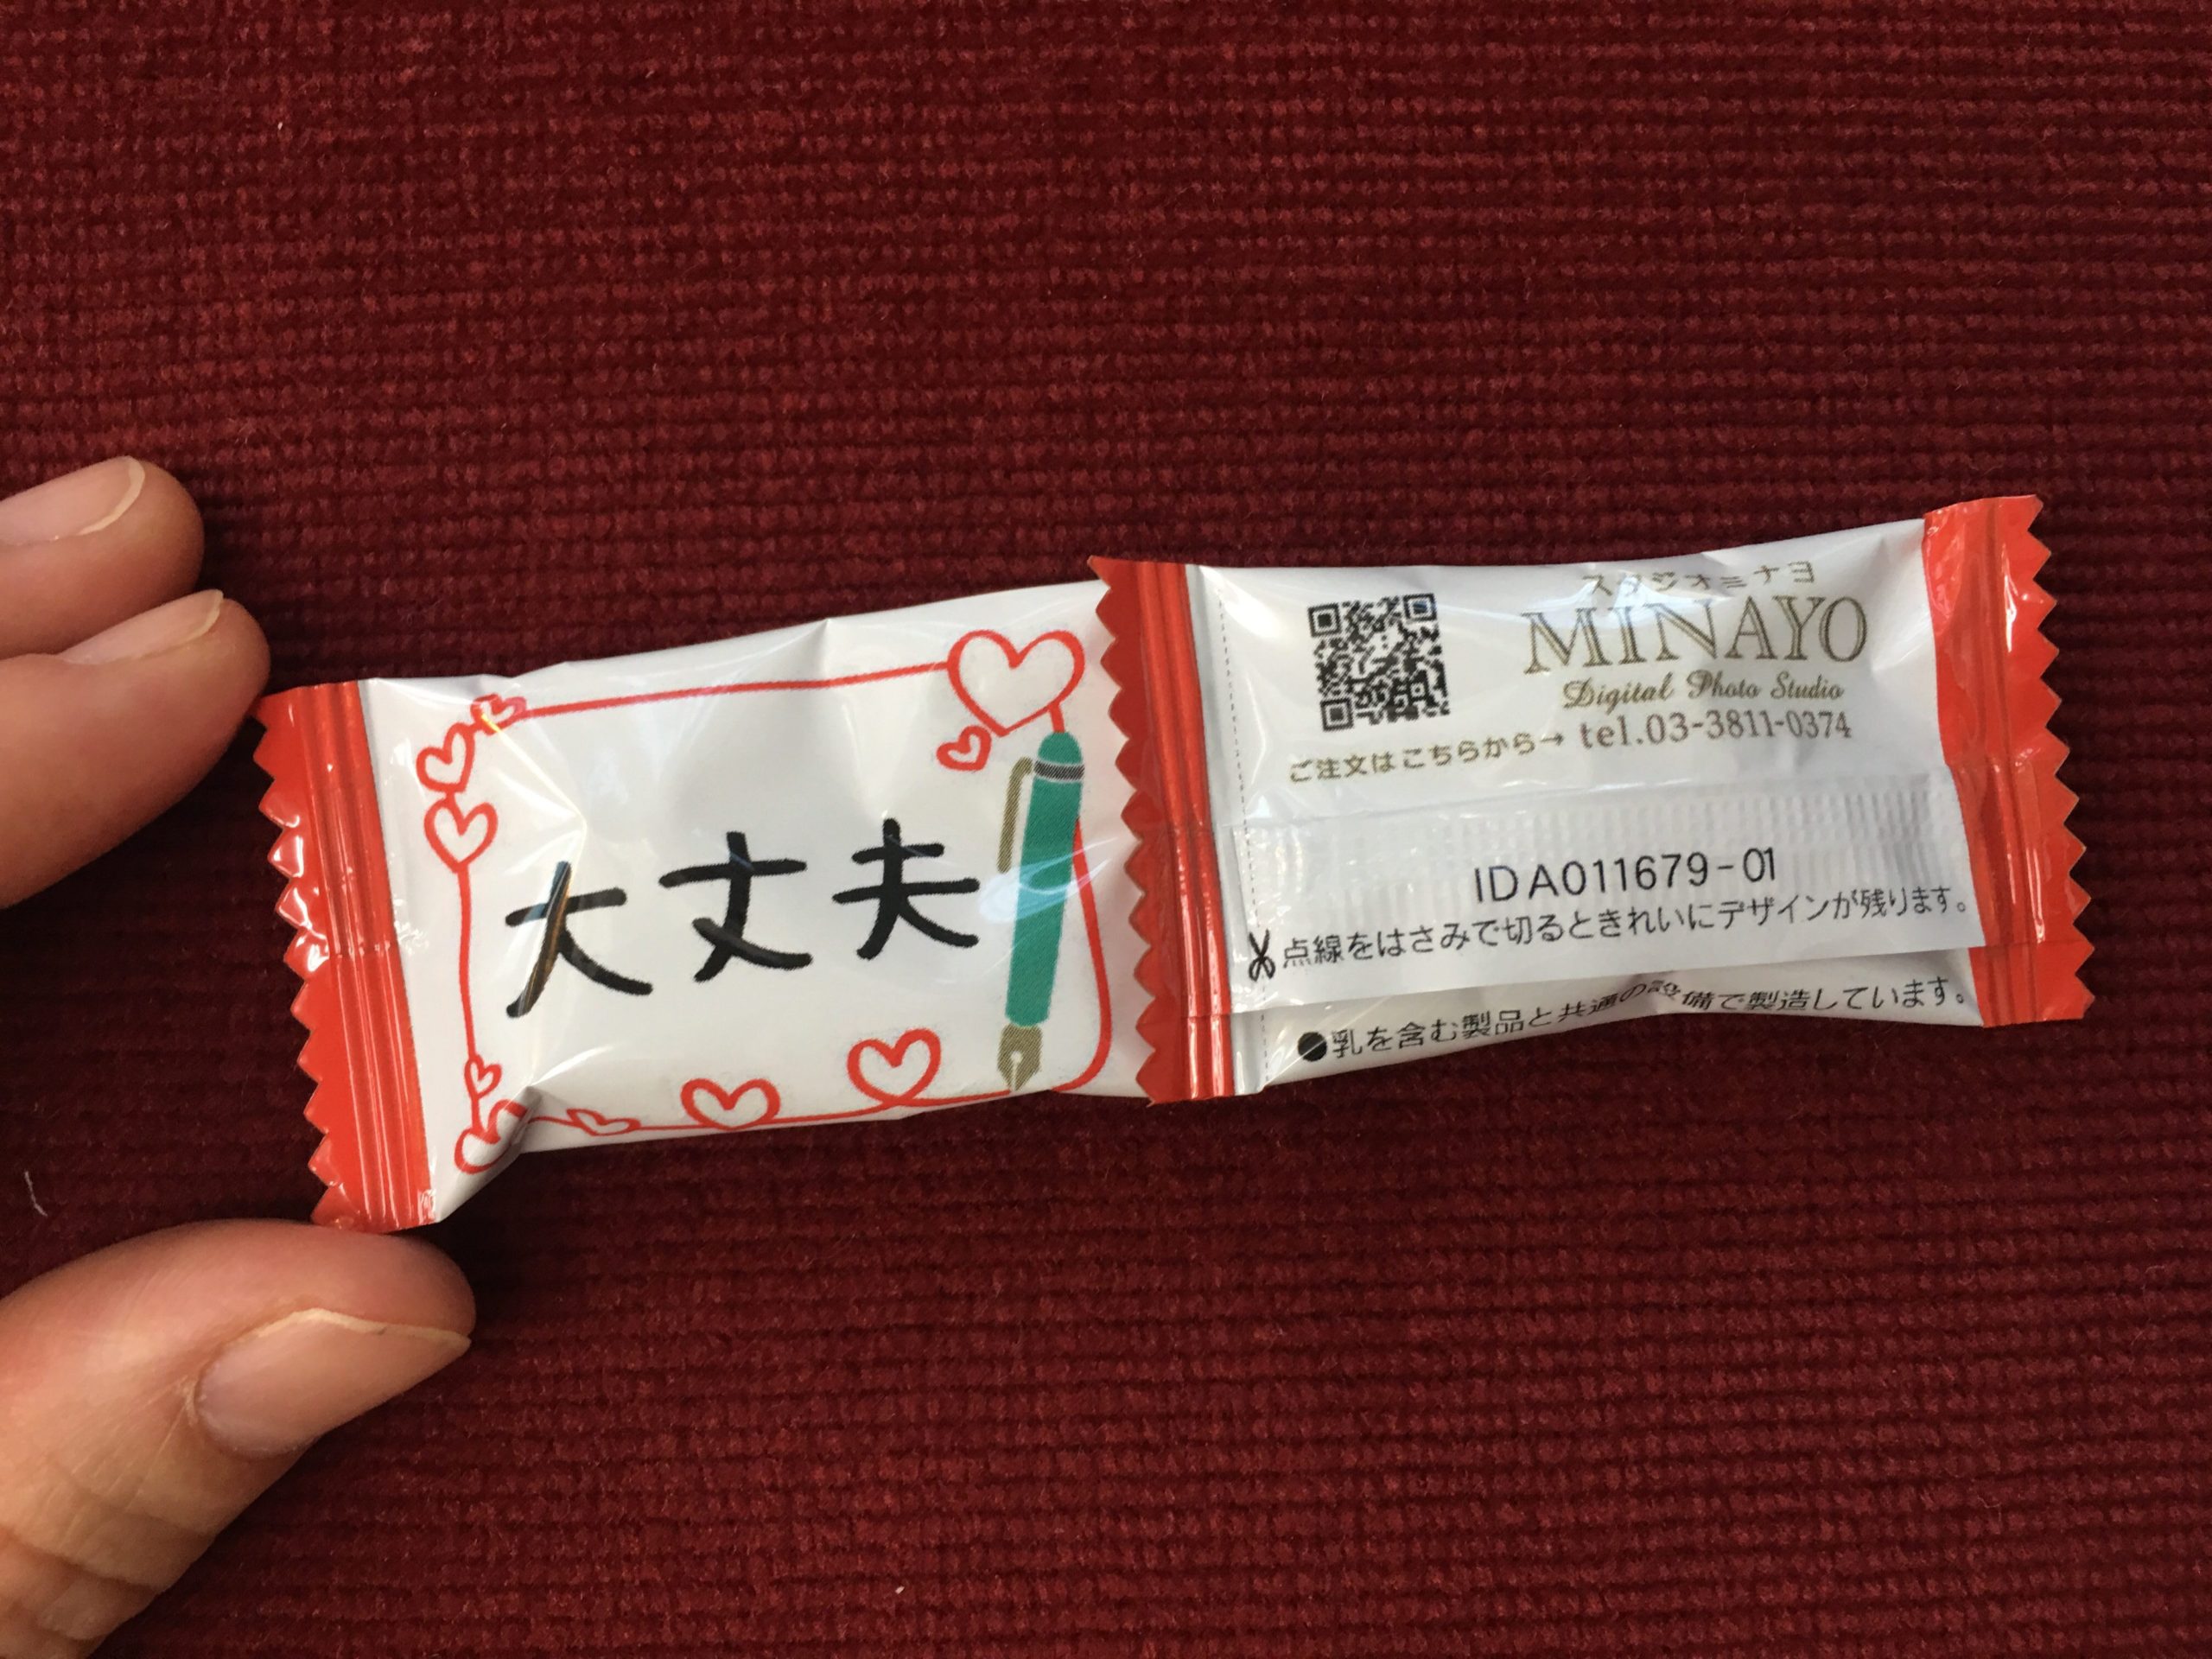 大丈夫
スタジオミナヨ
MINAYO
Digital Photo Studio
ご注文はこちらから→ tel.03-3811-0374
IDA011679-01
点線をはさみで切るときれいにデザインが残ります。
●乳を含む製品と共通の設備で製造しています。